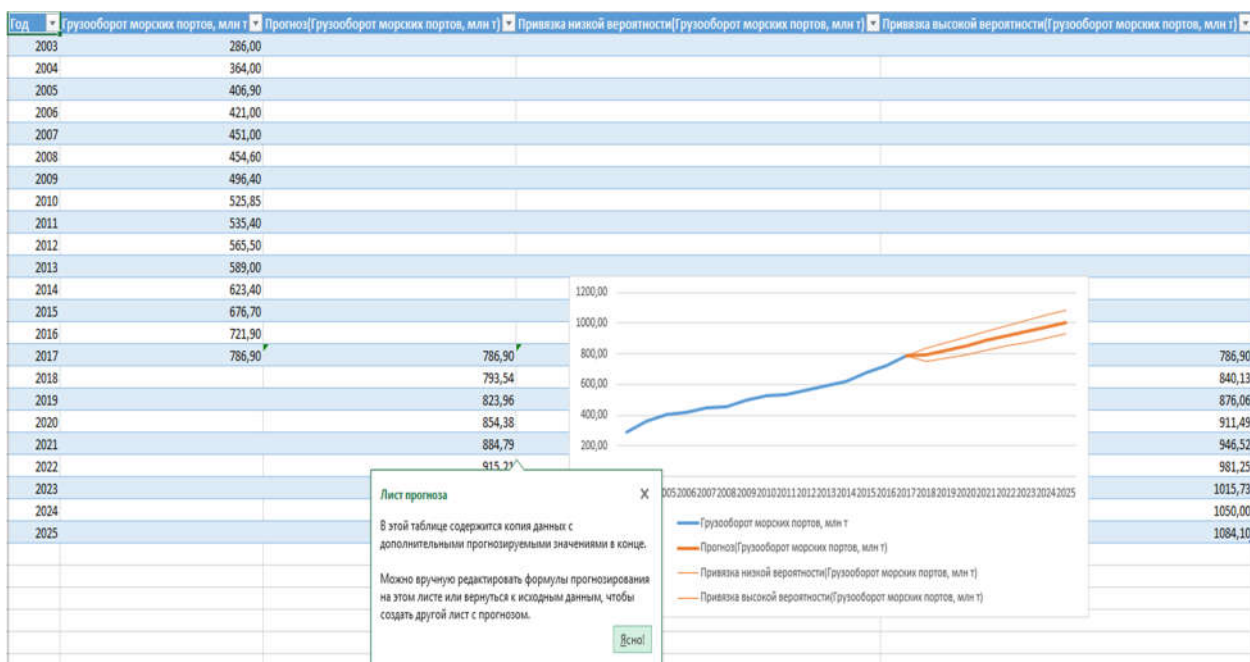 Год Грузооборот морских портов, млн т Прогноз(Грузооборот морских портов, млн т) Привязка низкой вероятности(Грузооборот морских портов, млн т) Привязка высокой вероятности(Грузооборот морских портов, млн т)
2003 286,00
2004 364,00
2005 406,90
2006 421,00
2007 451,00
2008 454,60
2009 496,40
2010 525,85
2011 535,40
2012 565,50
2013 589,00
2014 623,40
2015 676,70
2016 721,90
2017 786,90 786,90 786,90
2018 793,54 840,13
2019 823,96 876,06
2020 854,38 911,49
2021 884,79 946,52
2022 915,21 981,25
2023 1015,73
2024 1050,00
2025 1084,10
1200,00
1000,00
800,00
600,00
400,00
200,00
005 2006 2007 2008 2009 2010 2011 2012 2013 2014 2015 2016 2017 2018 2019 2020 2021 2022 2023 2024 2025
Грузооборот морских портов, млн т
Прогноз(Грузооборот морских портов, млн т)
Привязка низкой вероятности(Грузооборот морских портов, млн т)
Привязка высокой вероятности(Грузооборот морских портов, млн т)
Лист прогноза X
В этой таблице содержится копия данных с
дополнительными прогнозируемыми значениями в конце.
Можно вручную редактировать формулы прогнозирования
на этом листе или вернуться к исходным данным, чтобы
создать другой лист с прогнозом.
Ясно!